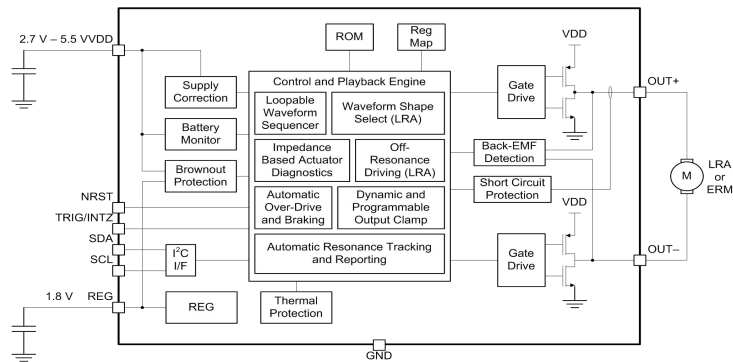 2.7 V – 5.5 VVDD
ROM
Reg
Map
VDD
Supply
Correction
Control and Playback Engine
Loopable
Waveform
Sequencer
Waveform Shape
Select (LRA)
Gate
Drive
OUT+
Battery
Monitor
Impedance
Based Actuator
Diagnostics
Off-
Resonance
Driving (LRA)
Back-EMF
Detection
Brownout
Protection
Short Circuit
Protection
M
LRA
or
ERM
NRST
TRIG/INTZ
SDA
SCL
Automatic
Over-Drive
and Braking
Dynamic and
Programmable
Output Clamp
VDD
I2C
I/F
Automatic Resonance Tracking
and Reporting
Gate
Drive
OUT–
1.8 V
REG
REG
Thermal
Protection
GND